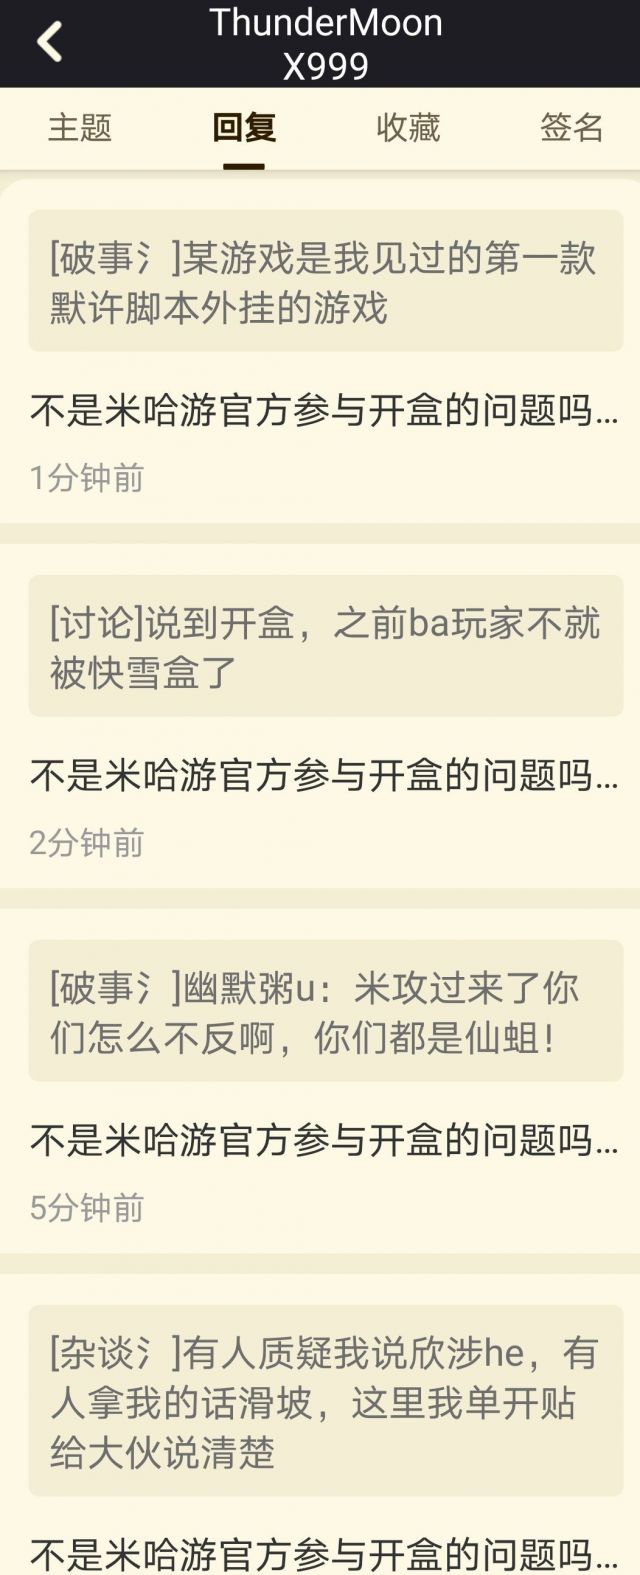 ThunderMoon
X999
主题 回复 收藏 签名
[破事氵]某游戏是我见过的第一款
默许脚本外挂的游戏
不是米哈游官方参与开盒的问题吗...
1分钟前
[讨论]说到开盒，之前ba玩家不就
被快雪盒了
不是米哈游官方参与开盒的问题吗...
2分钟前
[破事氵]幽默粥u：米攻过来了你
们怎么不反啊，你们都是仙蛆！
不是米哈游官方参与开盒的问题吗...
5分钟前
[杂谈氵]有人质疑我说欣涉he，有
人拿我的话滑坡，这里我单开贴
给大伙说清楚
不是米哈游官方参与开盒的问题吗...